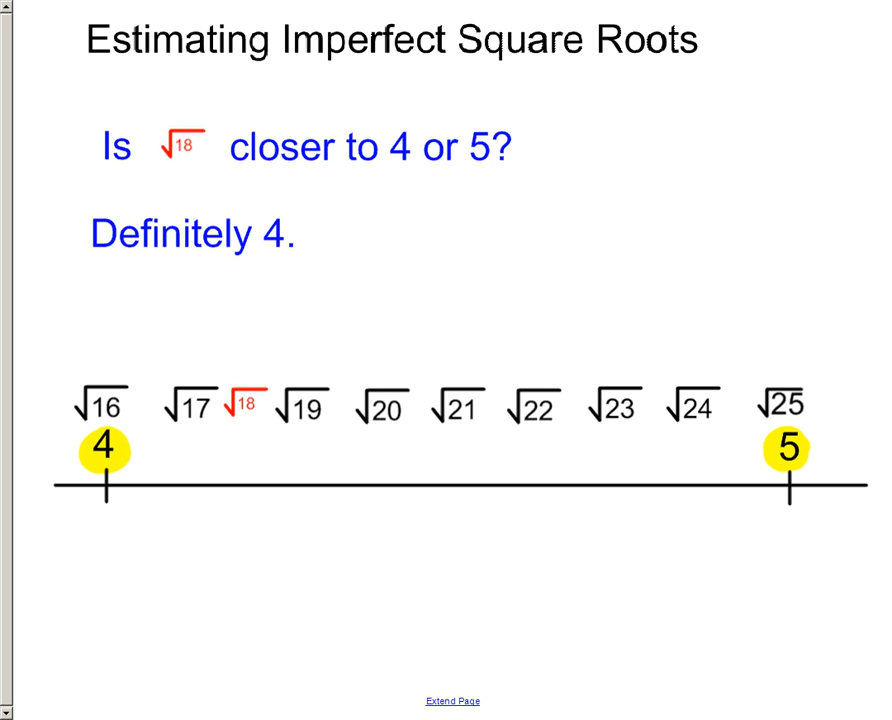 Estimating Imperfect Square Roots
Is √18 closer to 4 or 5?
Definitely 4.
√16 √17 √18 √19 √20 √21 √22 √23 √24 √25
4 5
Extend Page